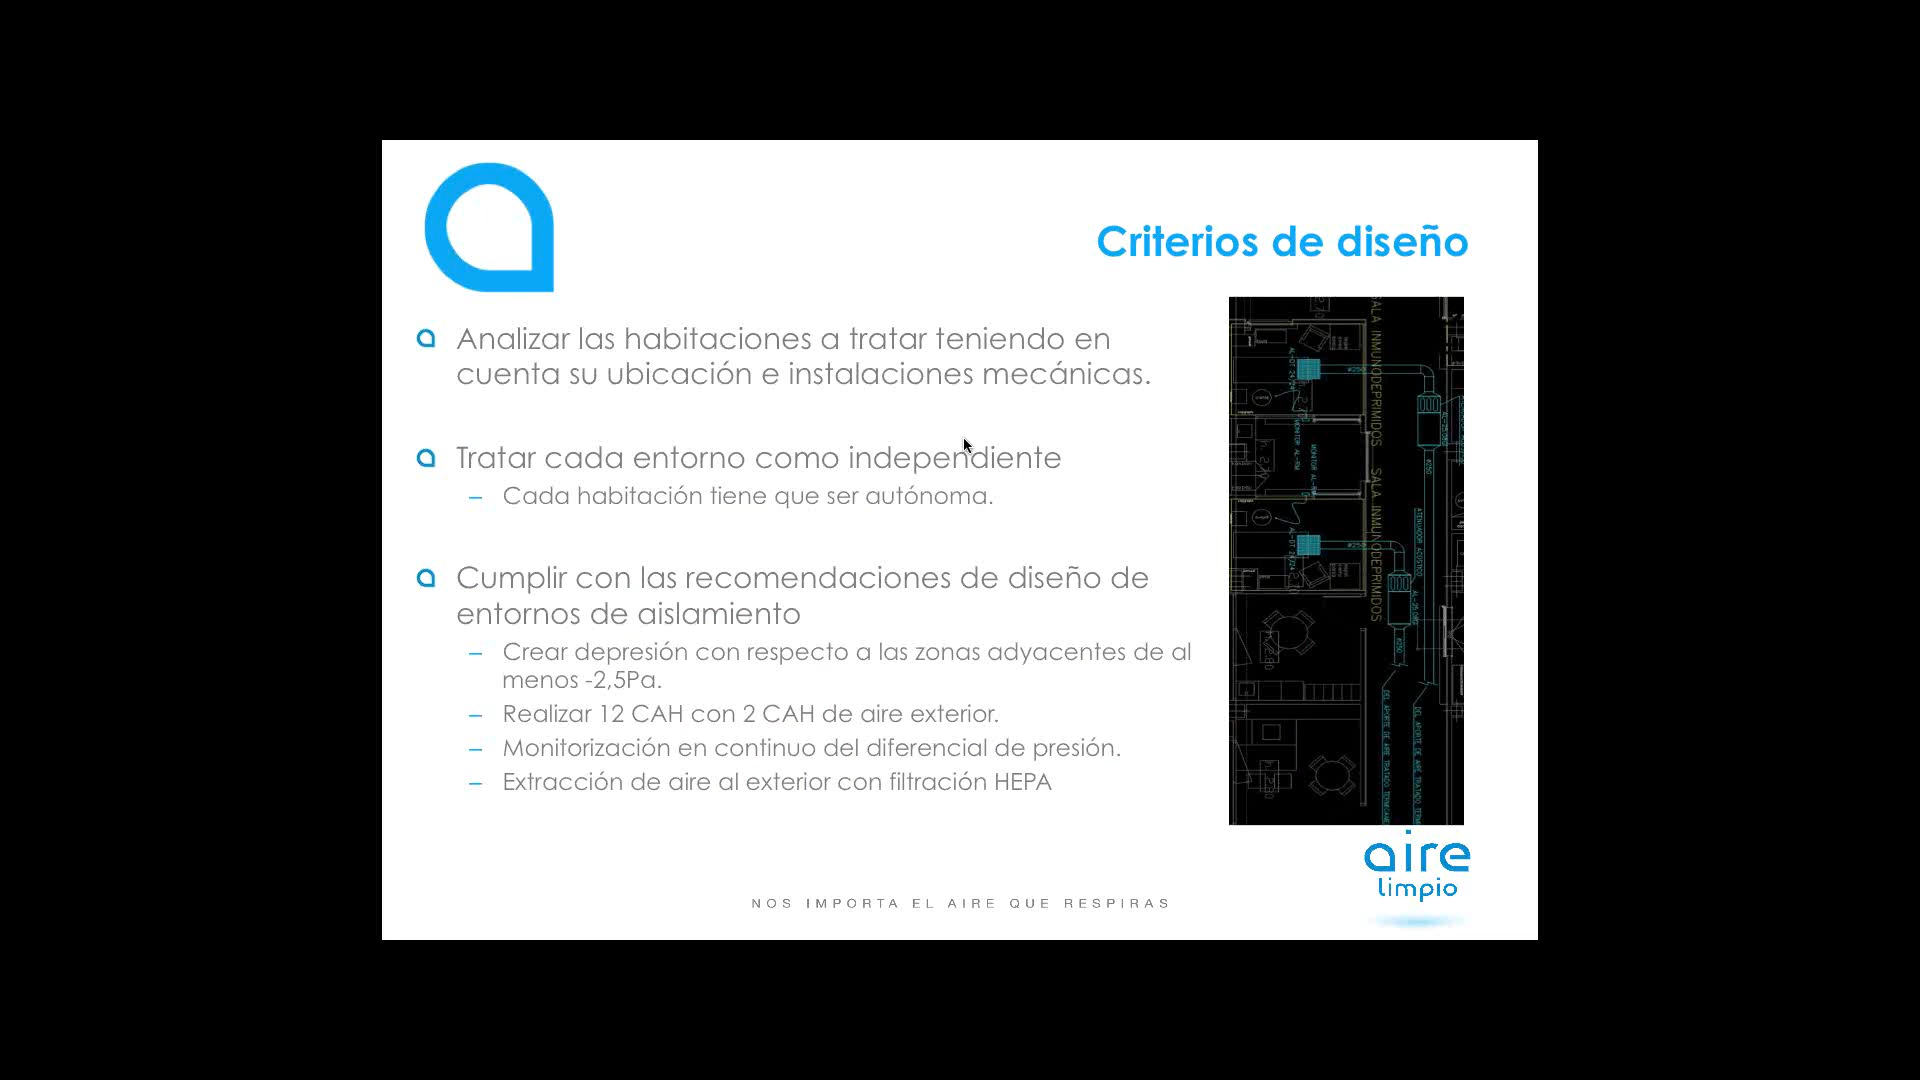 Criterios de diseño
Analizar las habitaciones a tratar teniendo en
cuenta su ubicación e instalaciones mecánicas.
Tratar cada entorno como independiente
– Cada habitación tiene que ser autónoma.
Cumplir con las recomendaciones de diseño de
entornos de aislamiento
– Crear depresión con respecto a las zonas adyacentes de al
menos -2,5Pa.
– Realizar 12 CAH con 2 CAH de aire exterior.
– Monitorización en continuo del diferencial de presión.
– Extracción de aire al exterior con filtración HEPA
SALA INMUNODEPRIMIDOS
SALA INMUNODEPRIMIDOS
ATENUADOR ACUSTICO
aire
limpio
NOS IMPORTA EL AIRE QUE RESPIRAS